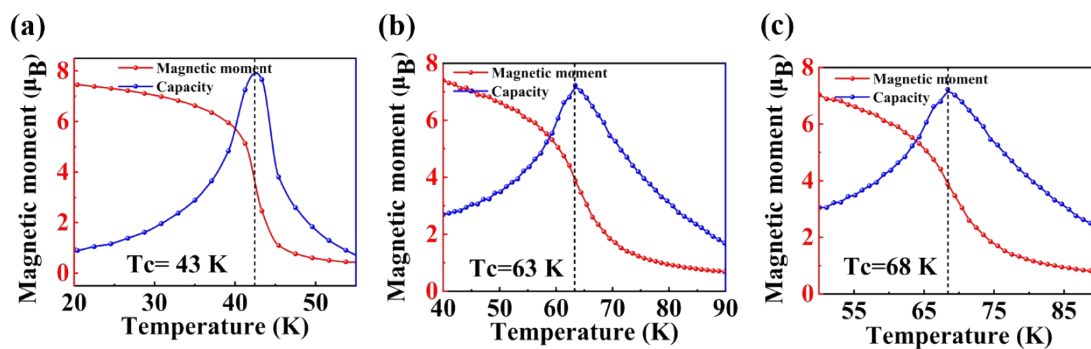 (a)
Magnetic moment (μB)
8
6
4
2
0
Magnetic moment
Capacity
Tc= 43 K
20 30 40 50
Temperature (K)
(b)
Magnetic moment (μB)
8
6
4
2
0
Magnetic moment
Capacity
Tc=63 K
40 50 60 70 80 90
Temperature (K)
(c)
Magnetic moment (μB)
8
6
4
2
0
Magnetic moment
Capacity
Tc=68 K
55 65 75 85
Temperature (K)